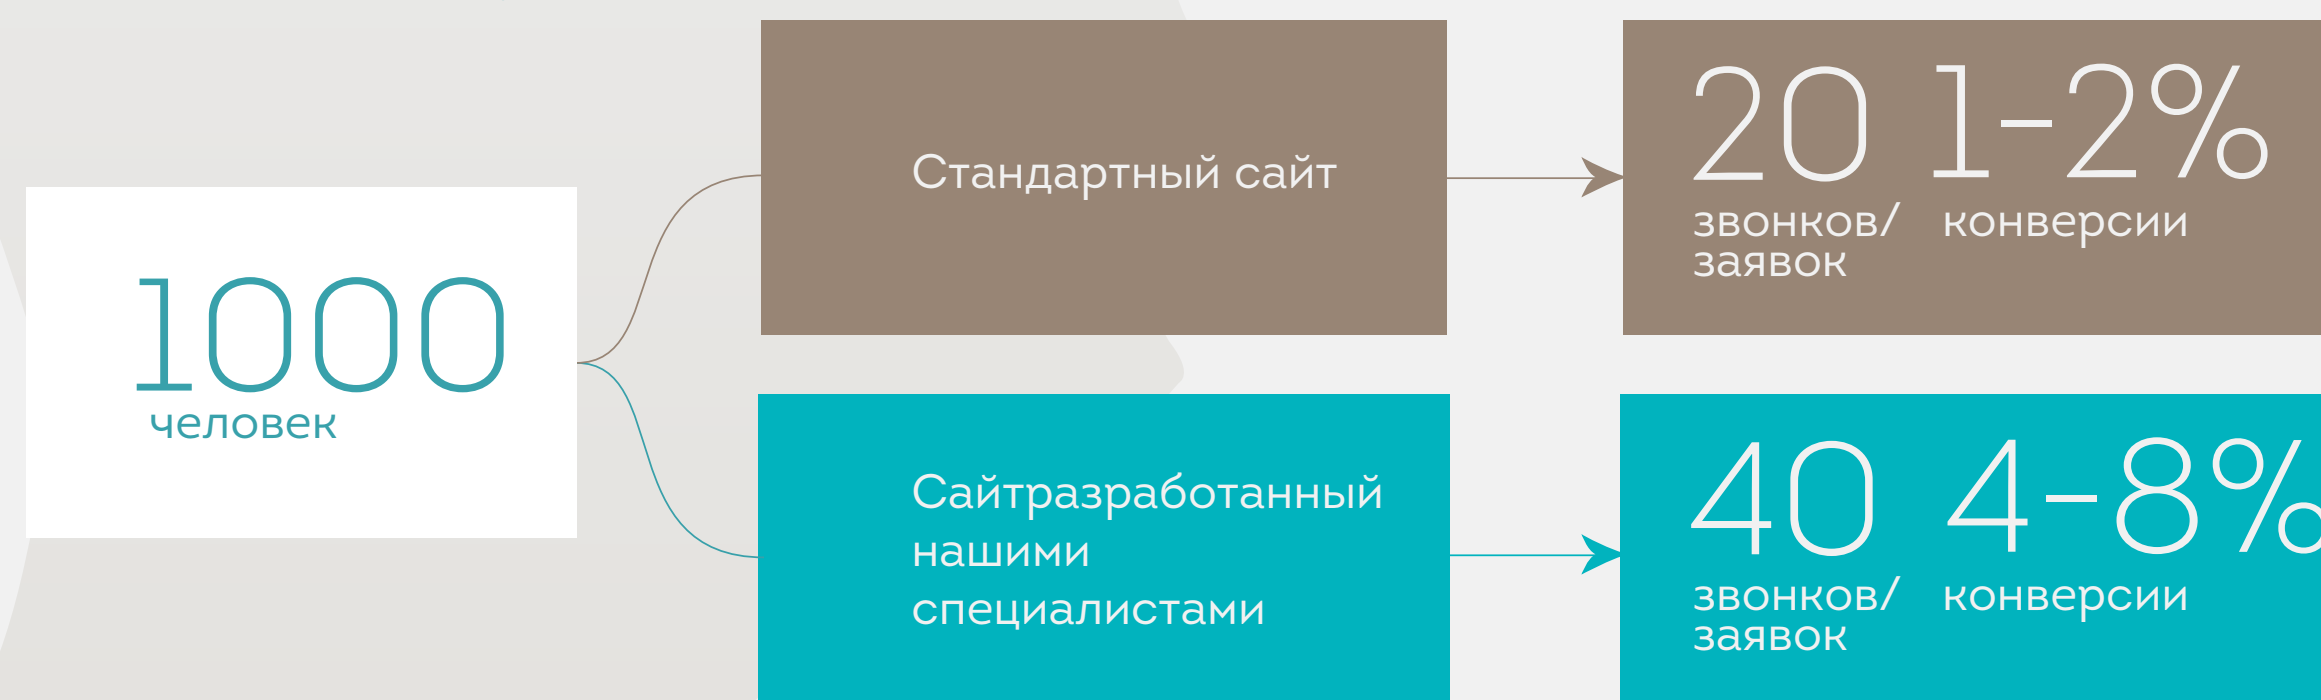 1000
человек
Стандартный сайт
20 1-2%
звонков/ конверсии
заявок
Сайтразработанный
нашими
специалистами
40 4-8%
звонков/ конверсии
заявок